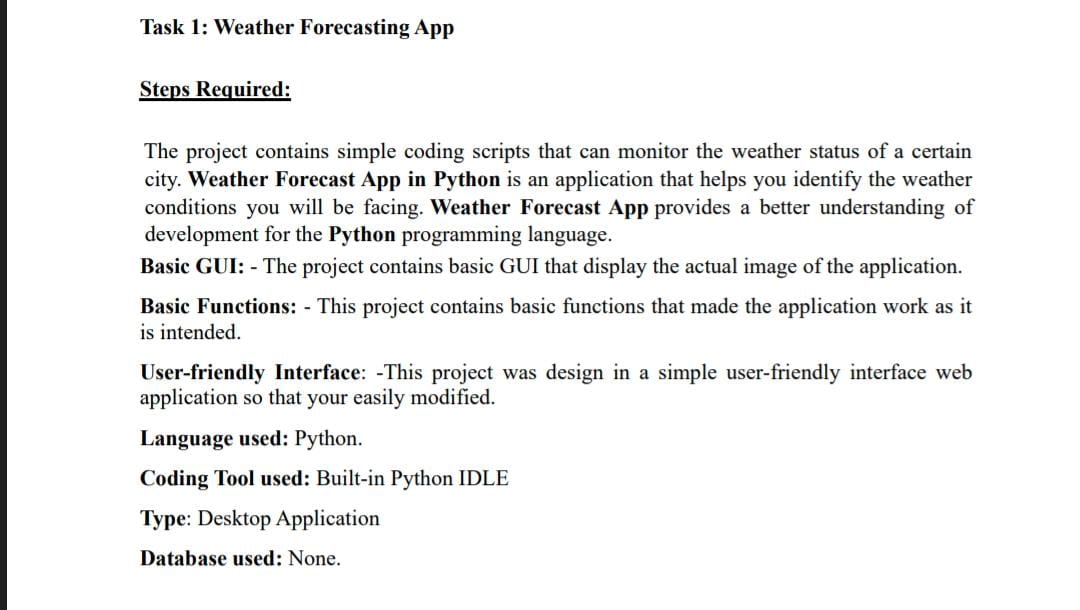 Task 1: Weather Forecasting App
Steps Required:
The project contains simple coding scripts that can monitor the weather status of a certain
city. Weather Forecast App in Python is an application that helps you identify the weather
conditions you will be facing. Weather Forecast App provides a better understanding of
development for the Python programming language.
Basic GUI: - The project contains basic GUI that display the actual image of the application.
Basic Functions: - This project contains basic functions that made the application work as it
is intended.
User-friendly Interface: -This project was design in a simple user-friendly interface web
application so that your easily modified.
Language used: Python.
Coding Tool used: Built-in Python IDLE
Type: Desktop Application
Database used: None.